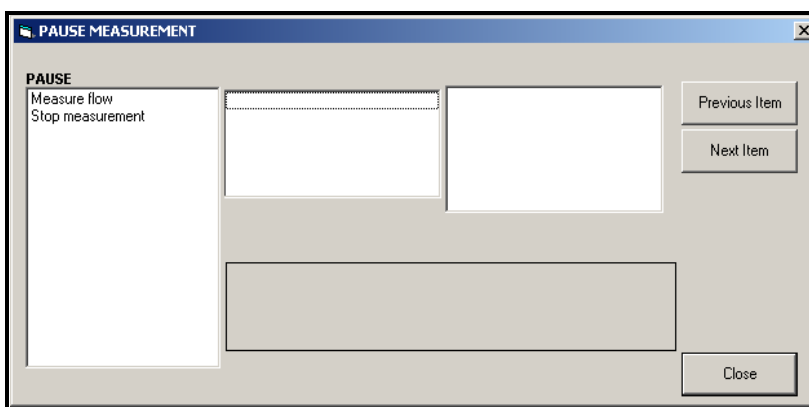 PAUSE MEASUREMENT
PAUSE
Measure flow
Stop measurement
Previous Item
Next Item
Close